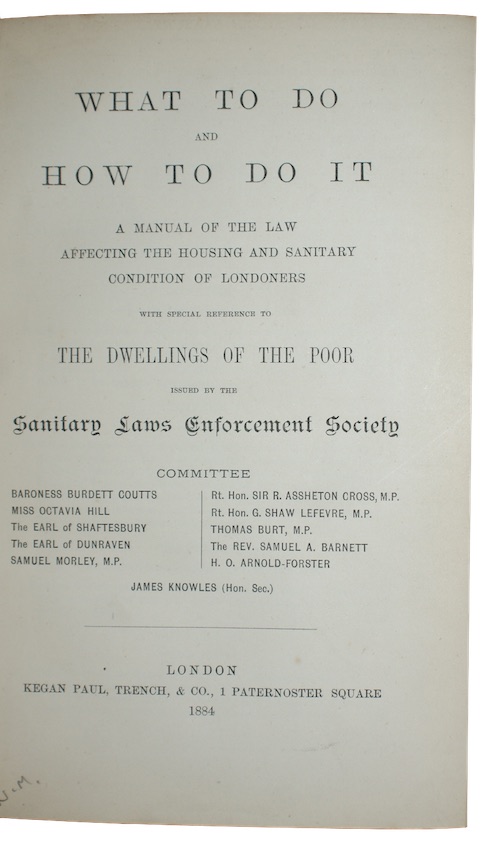 WHAT TO DO
AND
HOW TO DO IT
A MANUAL OF THE LAW
AFFECTING THE HOUSING AND SANITARY
CONDITION OF LONDONERS
WITH SPECIAL REFERENCE TO
THE DWELLINGS OF THE POOR
ISSUED BY THE
Sanitary Laws Enforcement Society
COMMITTEE
BARONESS BURDETT COUTTS
MISS OCTAVIA HILL
The EARL of SHAFTESBURY
The EARL of DUNRAVEN
SAMUEL MORLEY, M.P.
Rt. Hon. SIR R. ASSHETON CROSS, M.P.
Rt. Hon. G. SHAW LEFEVRE, M.P.
THOMAS BURT, M.P.
The REV. SAMUEL A. BARNETT
H. O. ARNOLD-FORSTER
JAMES KNOWLES (Hon. Sec.)
LONDON
KEGAN PAUL, TRENCH, & CO., 1 PATERNOSTER SQUARE
1884